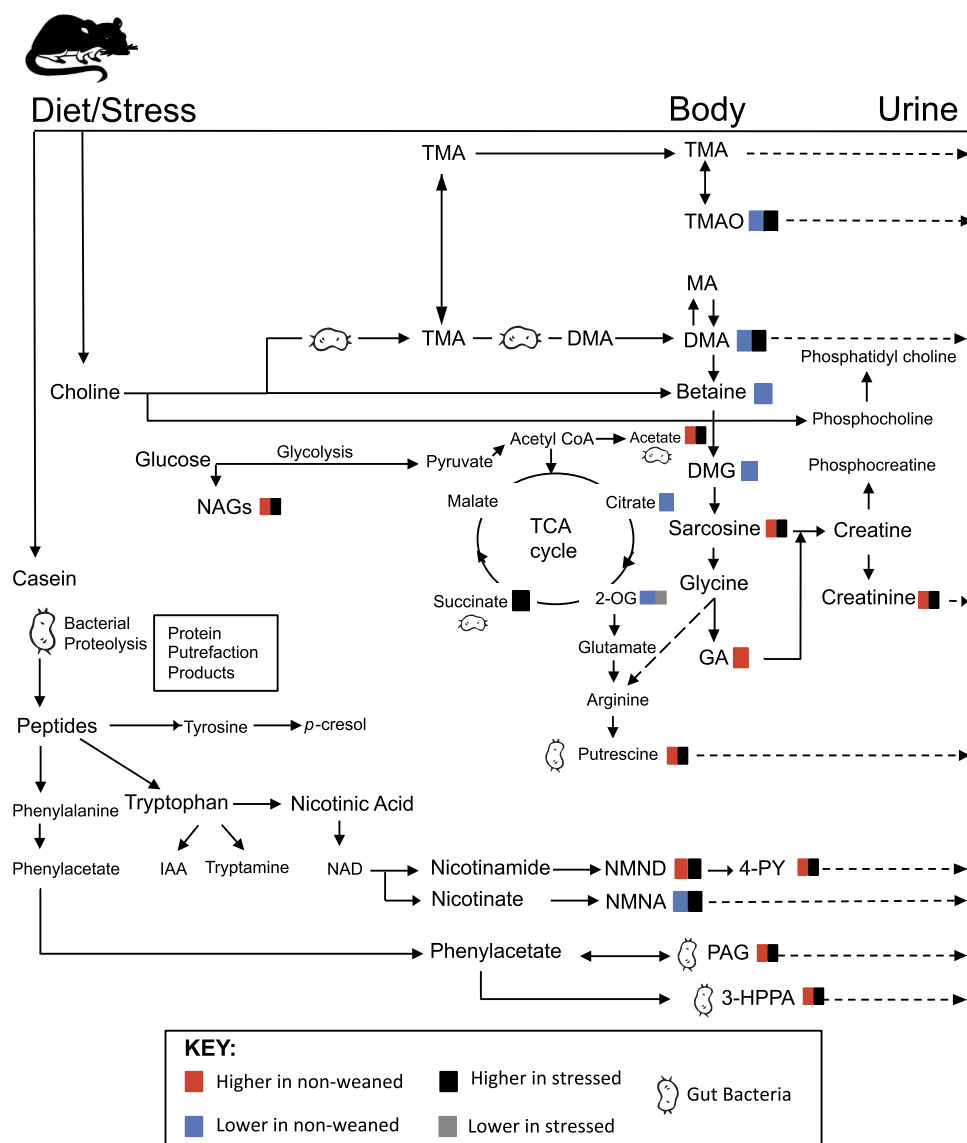 Diet/Stress
Body
Urine
TMA
TMA
TMAO
MA
TMA
DMA
DMA
Phosphatidyl choline
Choline
Betaine
Phosphocholine
Acetyl CoA
Acetate
Glucose
Glycolysis
Pyruvate
DMG
Phosphocreatine
NAGs
Malate
Citrate
TCA
cycle
Sarcosine
Creatine
Casein
Glycine
Succinate
2-OG
Creatinine
Bacterial
Proteolysis
Protein
Putrefaction
Products
Glutamate
GA
Arginine
Peptides
Tyrosine
p-cresol
Putrescine
Phenylalanine
Tryptophan
Nicotinic Acid
Phenylacetate
IAA
Tryptamine
NAD
Nicotinamide
NMND
4-PY
Nicotinate
NMNA
Phenylacetate
PAG
3-HPPA
KEY:
Higher in non-weaned
Higher in stressed
Gut Bacteria
Lower in non-weaned
Lower in stressed